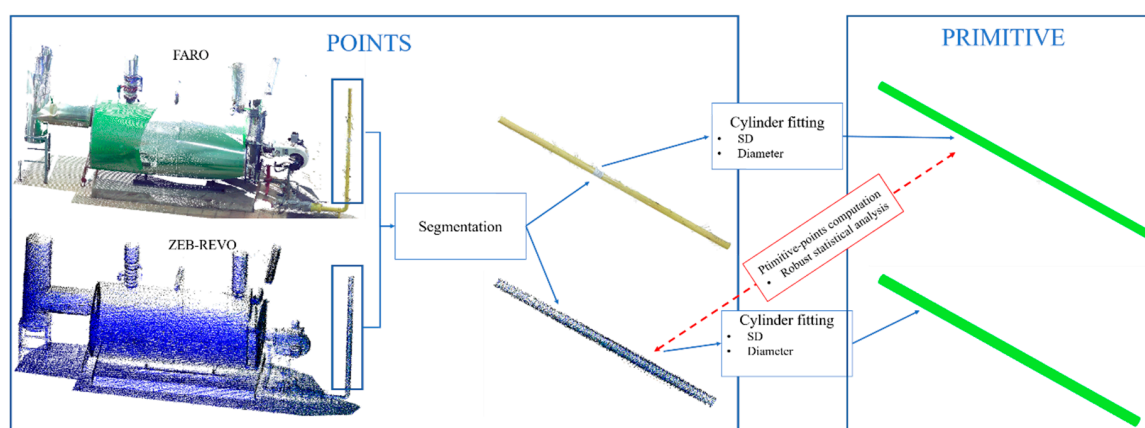 POINTS
PRIMITIVE
FARO
Cylinder fitting
• SD
• Diameter
Segmentation
Ptimitive-points computation
• Robust statistical analysis
ZEB-REVO
Cylinder fitting
• SD
• Diameter